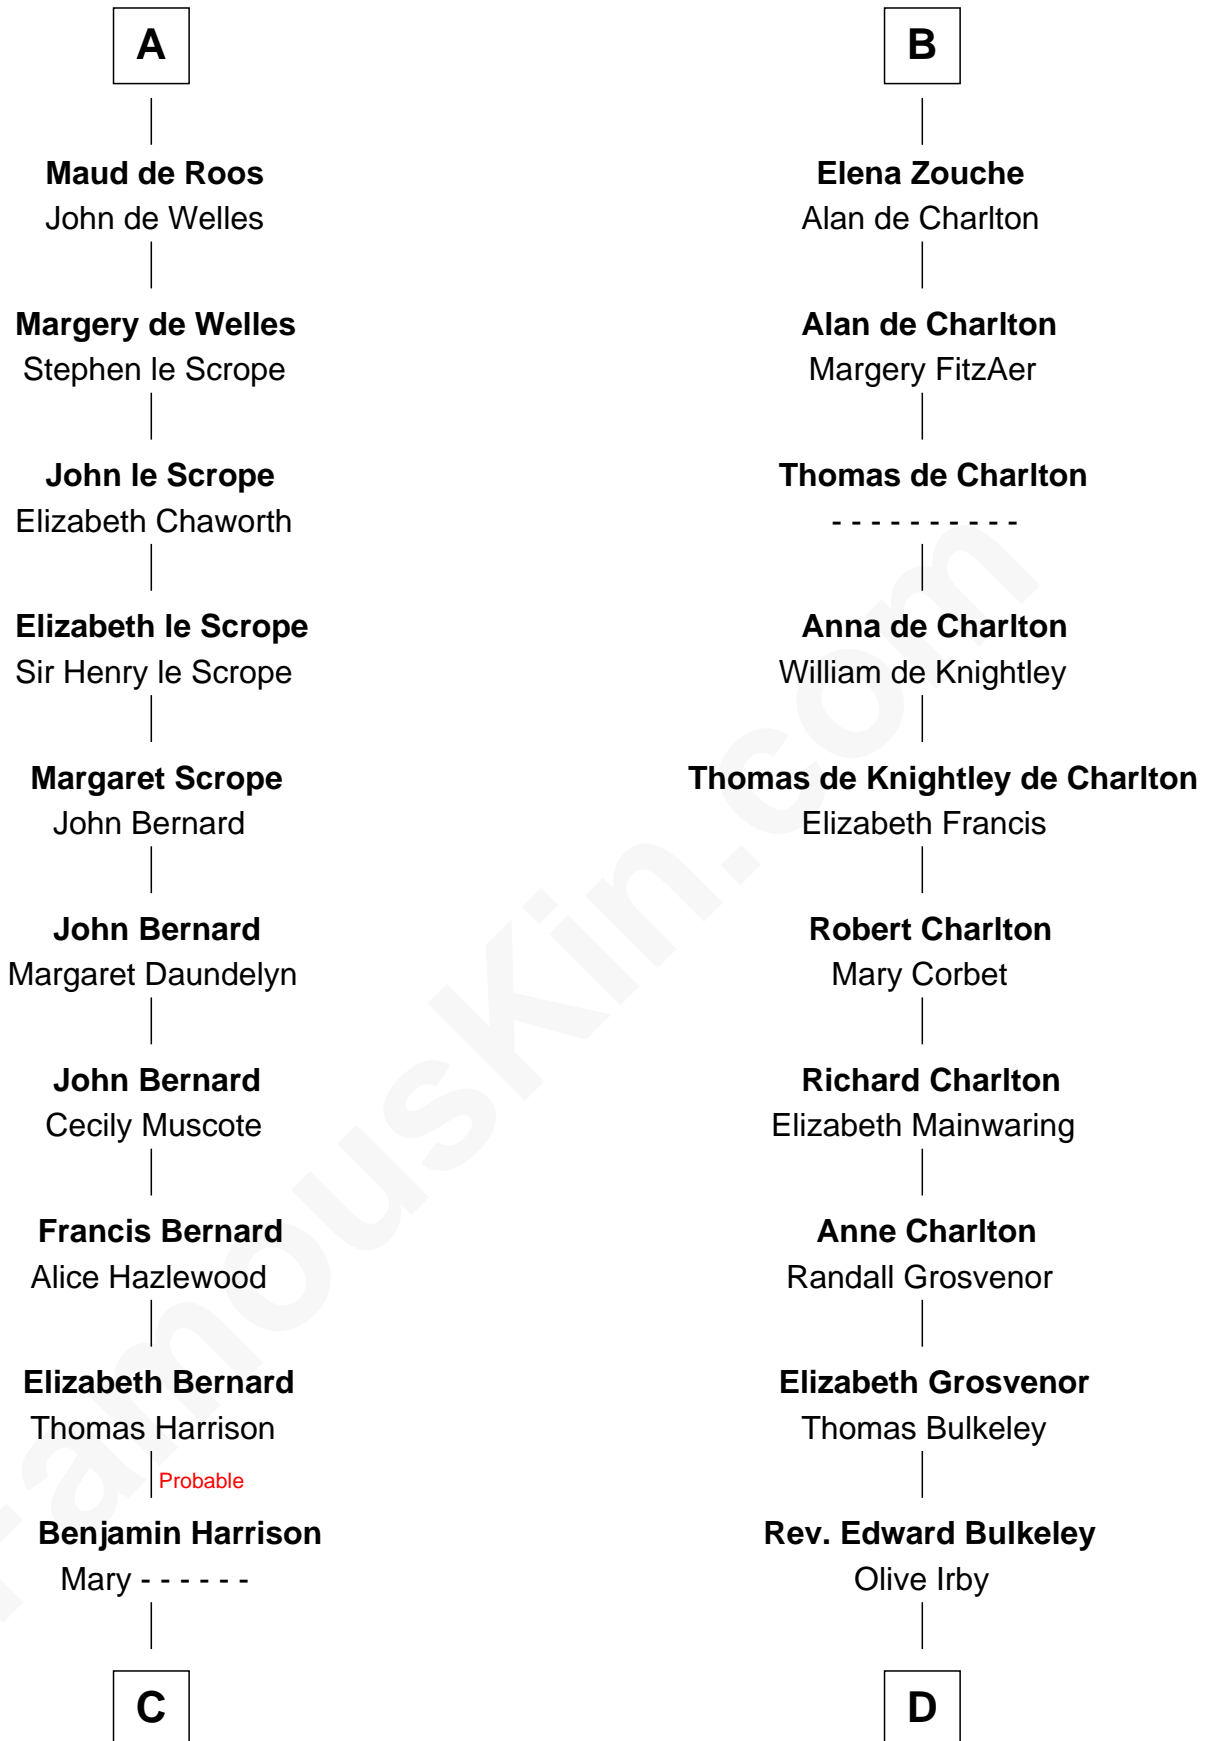 A
Maud de Roos
John de Welles
Margery de Welles
Stephen le Scrope
John le Scrope
Elizabeth Chaworth
Elizabeth le Scrope
Sir Henry le Scrope
Margaret Scrope
John Bernard
John Bernard
Margaret Daundelyn
John Bernard
Cecily Muscote
Francis Bernard
Alice Hazlewood
Elizabeth Bernard
Thomas Harrison
Probable
Benjamin Harrison
Mary - - - - - -
C
B
Elena Zouche
Alan de Charlton
Alan de Charlton
Margery FitzAer
Thomas de Charlton
- - - - - - - - - -
Anna de Charlton
William de Knightley
Thomas de Knightley de Charlton
Elizabeth Francis
Robert Charlton
Mary Corbet
Richard Charlton
Elizabeth Mainwaring
Anne Charlton
Randall Grosvenor
Elizabeth Grosvenor
Thomas Bulkeley
Rev. Edward Bulkeley
Olive Irby
D
FamousKin.com